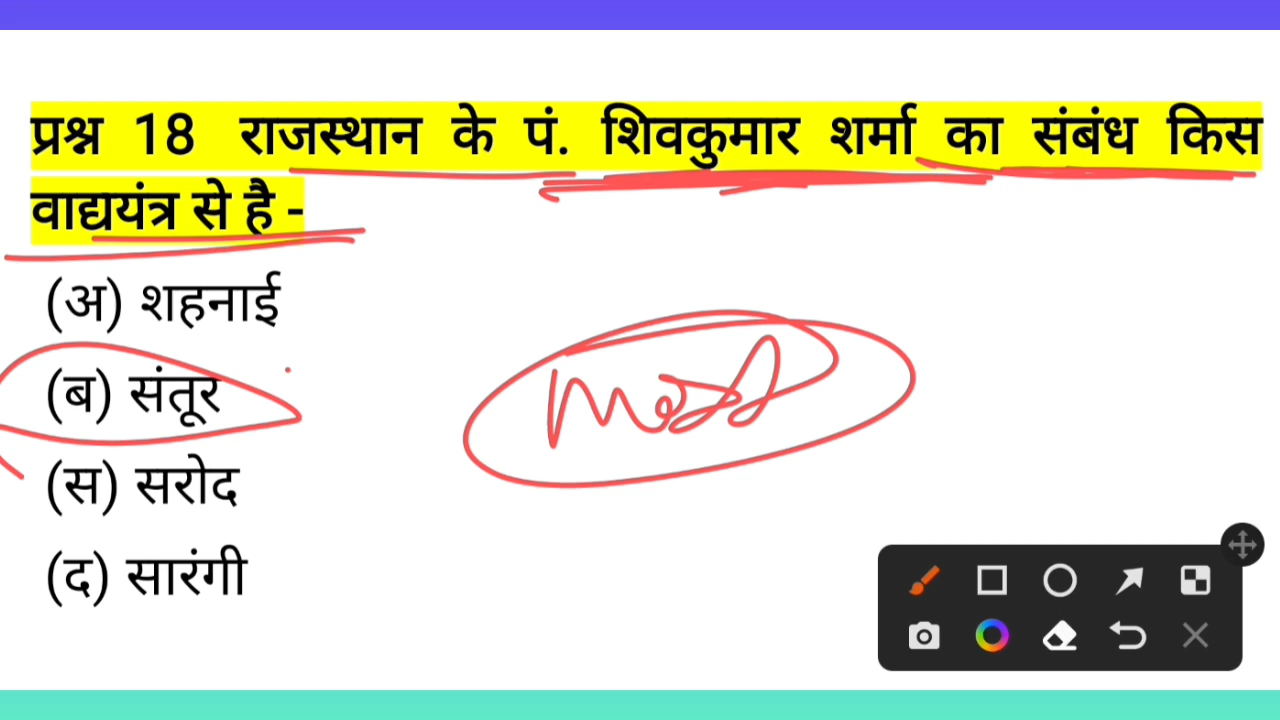 प्रश्न 18 राजस्थान के पं. शिवकुमार शर्मा का संबंध किस
वाद्ययंत्र से है -
(अ) शहनाई
(ब) संतूर
(स) सरोद
(द) सारंगी